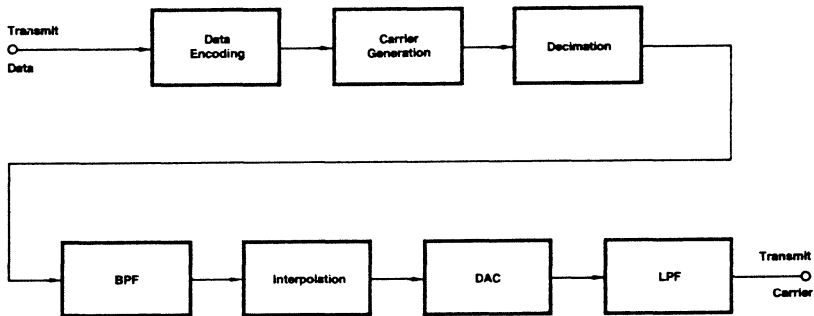 Transmit
Data
Data
Encoding
Carrier
Generation
Decimation
BPF
Interpolation
DAC
LPF
Transmit
Carrier